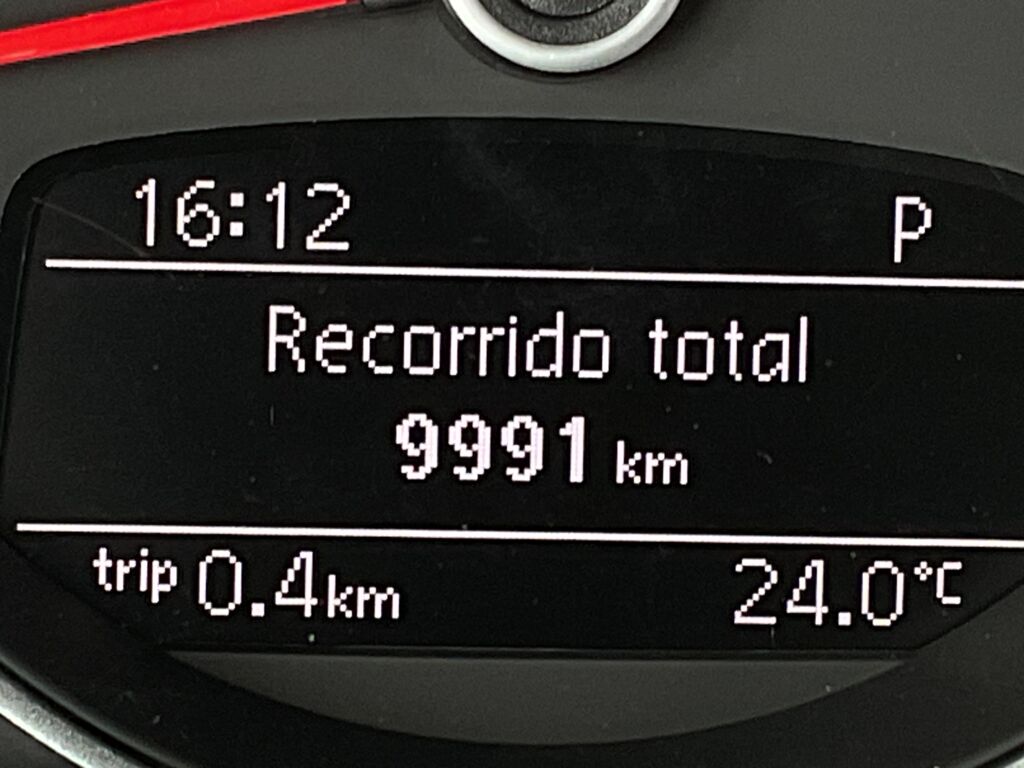 16:12 P
Recorrido total
9991 km
trip 0.4 km 24.0°C